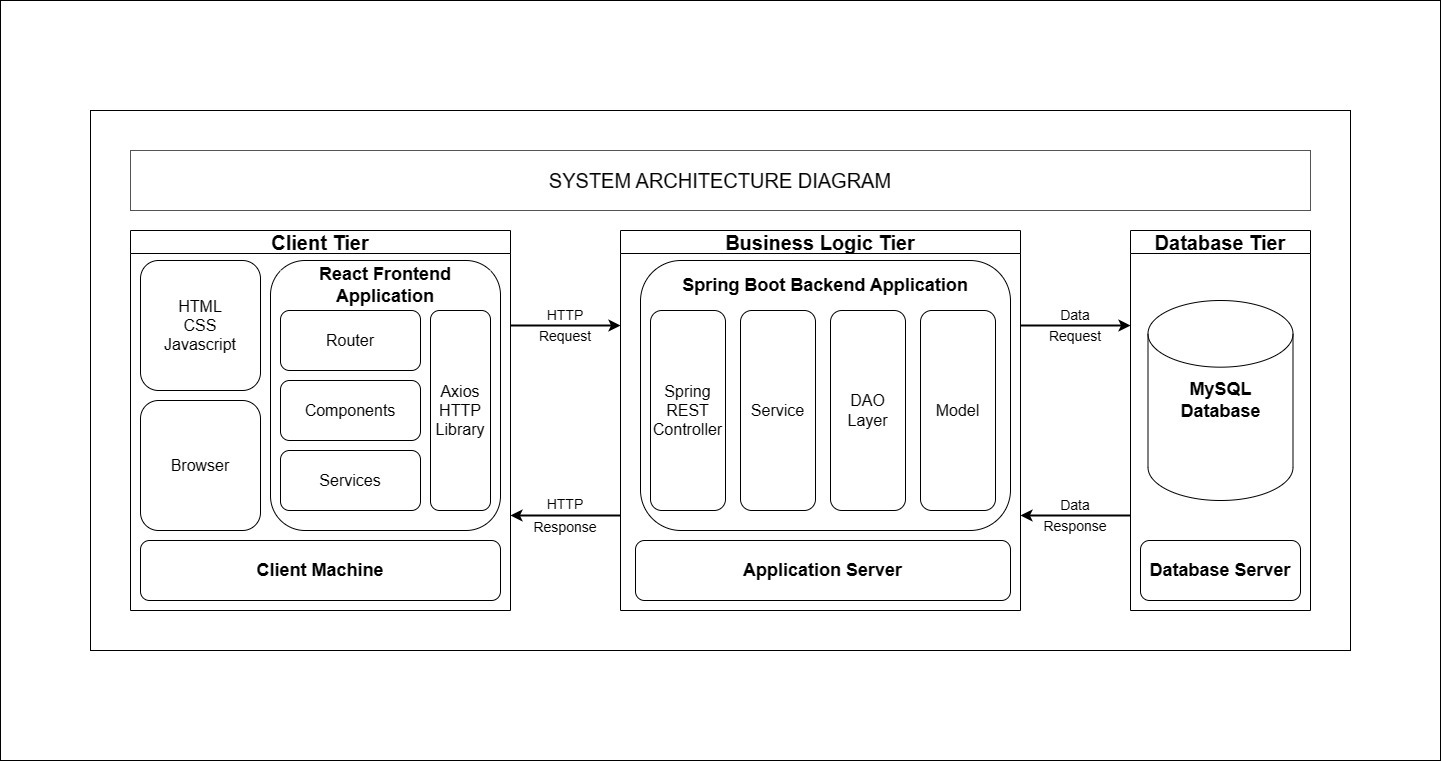 SYSTEM ARCHITECTURE DIAGRAM
Client Tier
HTML
CSS
Javascript
Browser
React Frontend
Application
Router
Components
Services
Axios
HTTP
Library
Client Machine
HTTP
Request
HTTP
Response
Business Logic Tier
Spring Boot Backend Application
Spring
REST
Controller
Service
DAO
Layer
Model
Application Server
Data
Request
Data
Response
Database Tier
MySQL
Database
Database Server